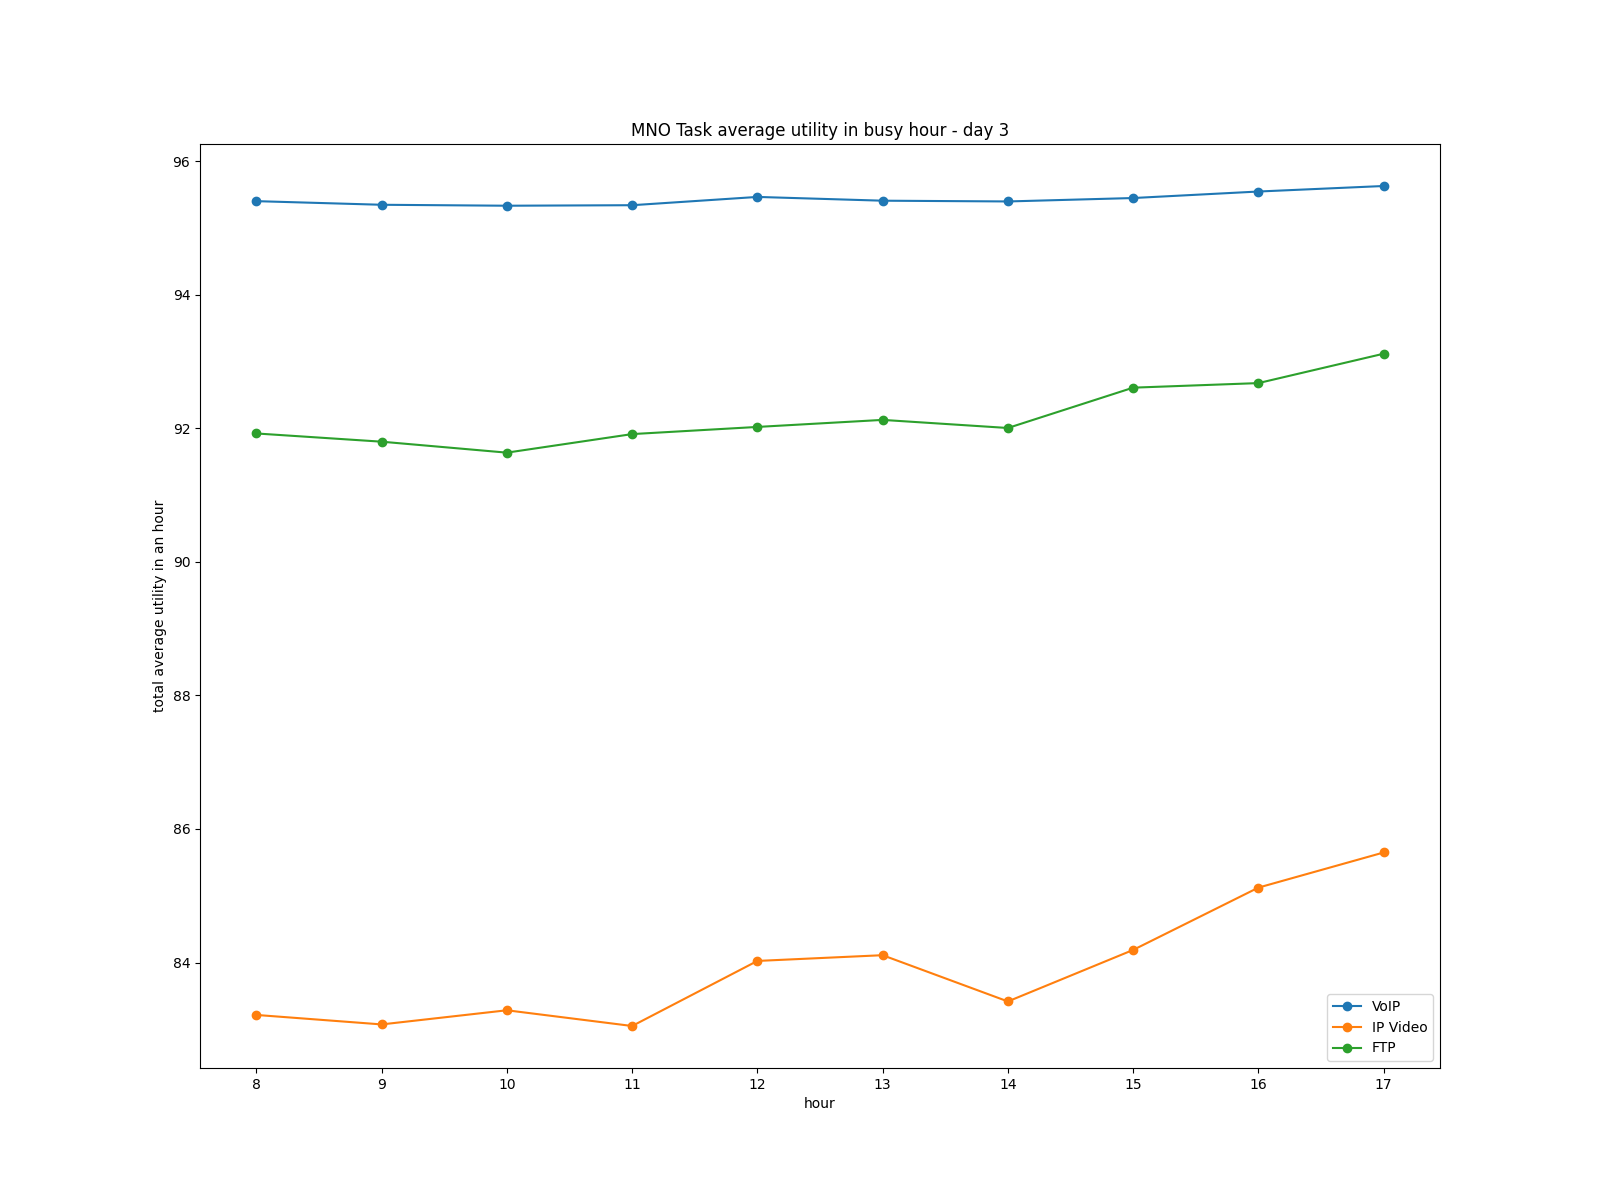 MNO Task average utility in busy hour - day 3
96
94
92
90
88
86
84
total average utility in an hour
8 9 10 11 12 13 14 15 16 17
hour
VoIP
IP Video
FTP